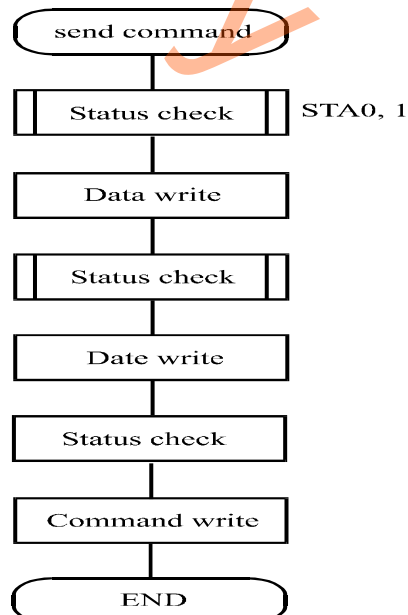 send command
Status check STA0, 1
Data write
Status check
Date write
Status check
Command write
END